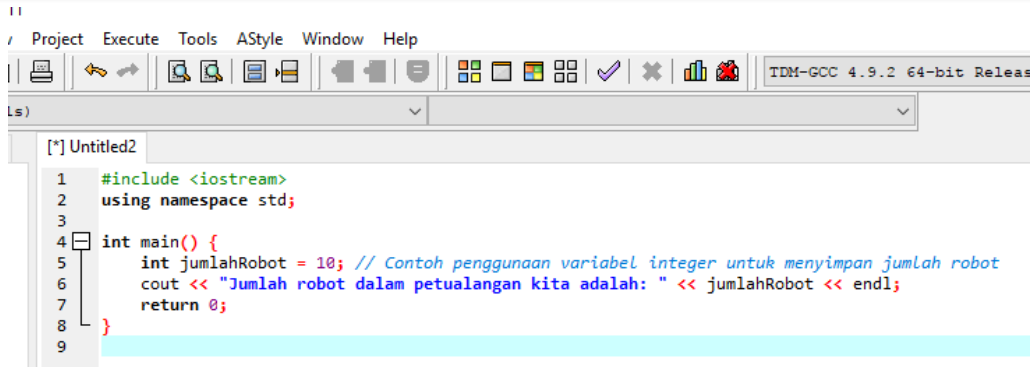 Project Execute Tools AStyle Window Help
TDM-GCC 4.9.2 64-bit Releas
ls)
[*] Untitled2
1 #include <iostream>
2 using namespace std;
3
4 int main() {
5 int jumlahRobot = 10; // Contoh penggunaan variabel integer untuk menyimpan jumlah robot
6 cout << "Jumlah robot dalam petualangan kita adalah: " << jumlahRobot << endl;
7 return 0;
8 }
9